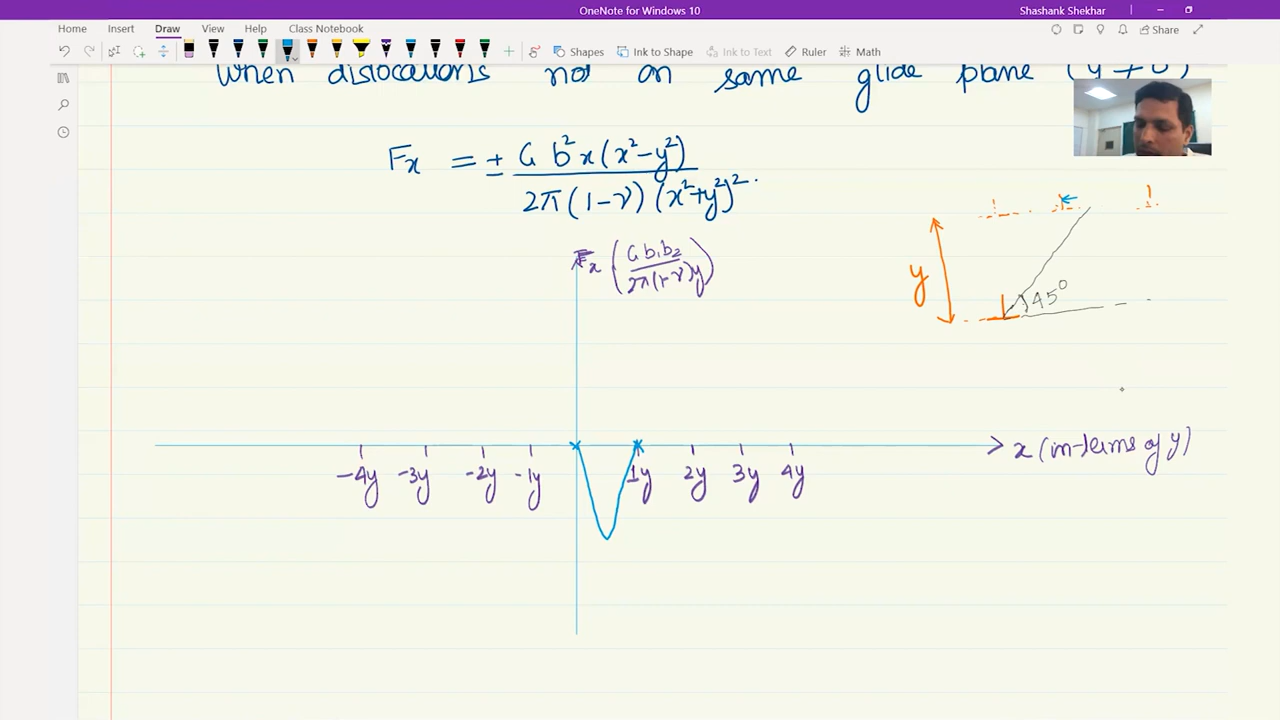 OneNote for Windows 10
Shashank Shekhar
Home Insert Draw View Help Class Notebook
Share
Shapes Ink to Shape Ink to Text Ruler Math
When dislocations not on same glide plane (y ≠ 0)
Fx = ± G b² x (x² - y²) / 2π (1-ν) (x² + y²)².
Fx (G b₁ b₂ / 2π(1-ν)y)
y
45°
x (in-terms of y)
-4y -3y -2y -1y 1y 2y 3y 4y